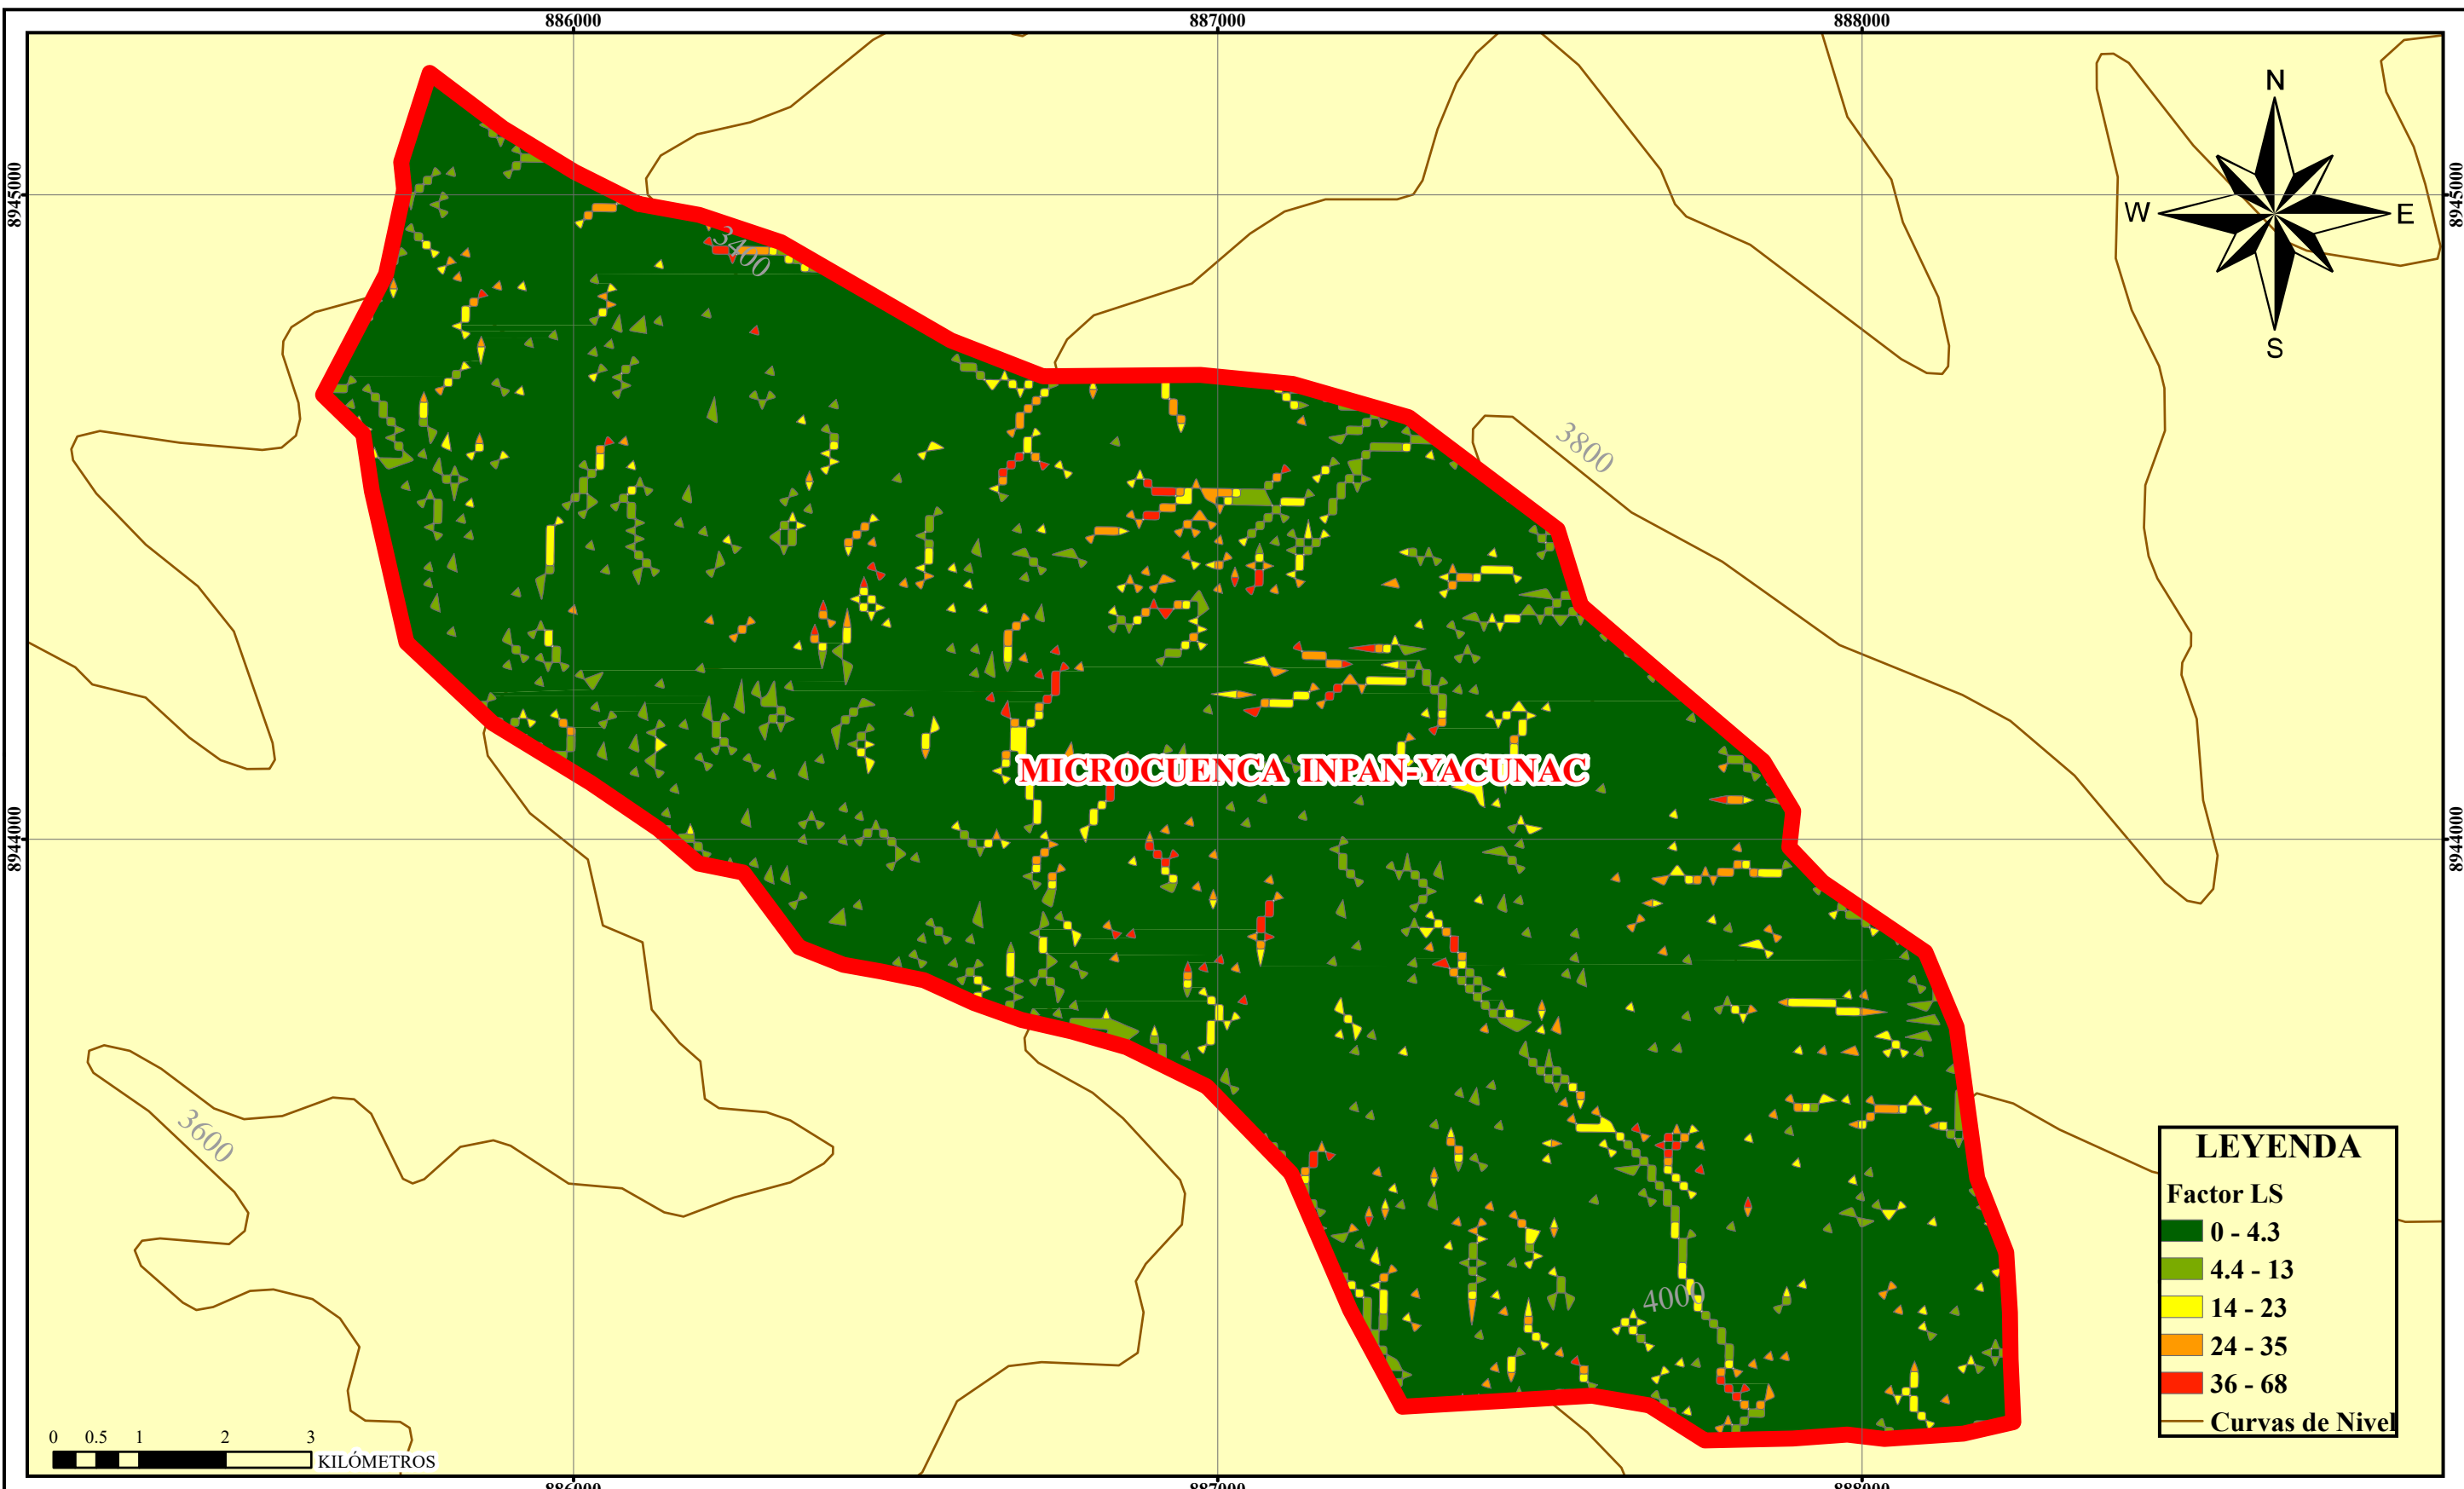 886000 887000 888000
N
W E
S
8945000 8945000
3400
3800
MICROCUENCA INPAN-YACUNAC
8944000 8944000
3600
4000
LEYENDA
Factor LS
0 - 4.3
4.4 - 13
14 - 23
24 - 35
36 - 68
Curvas de Nivel
0 0.5 1 2 3
KILÓMETROS
886000 887000 888000